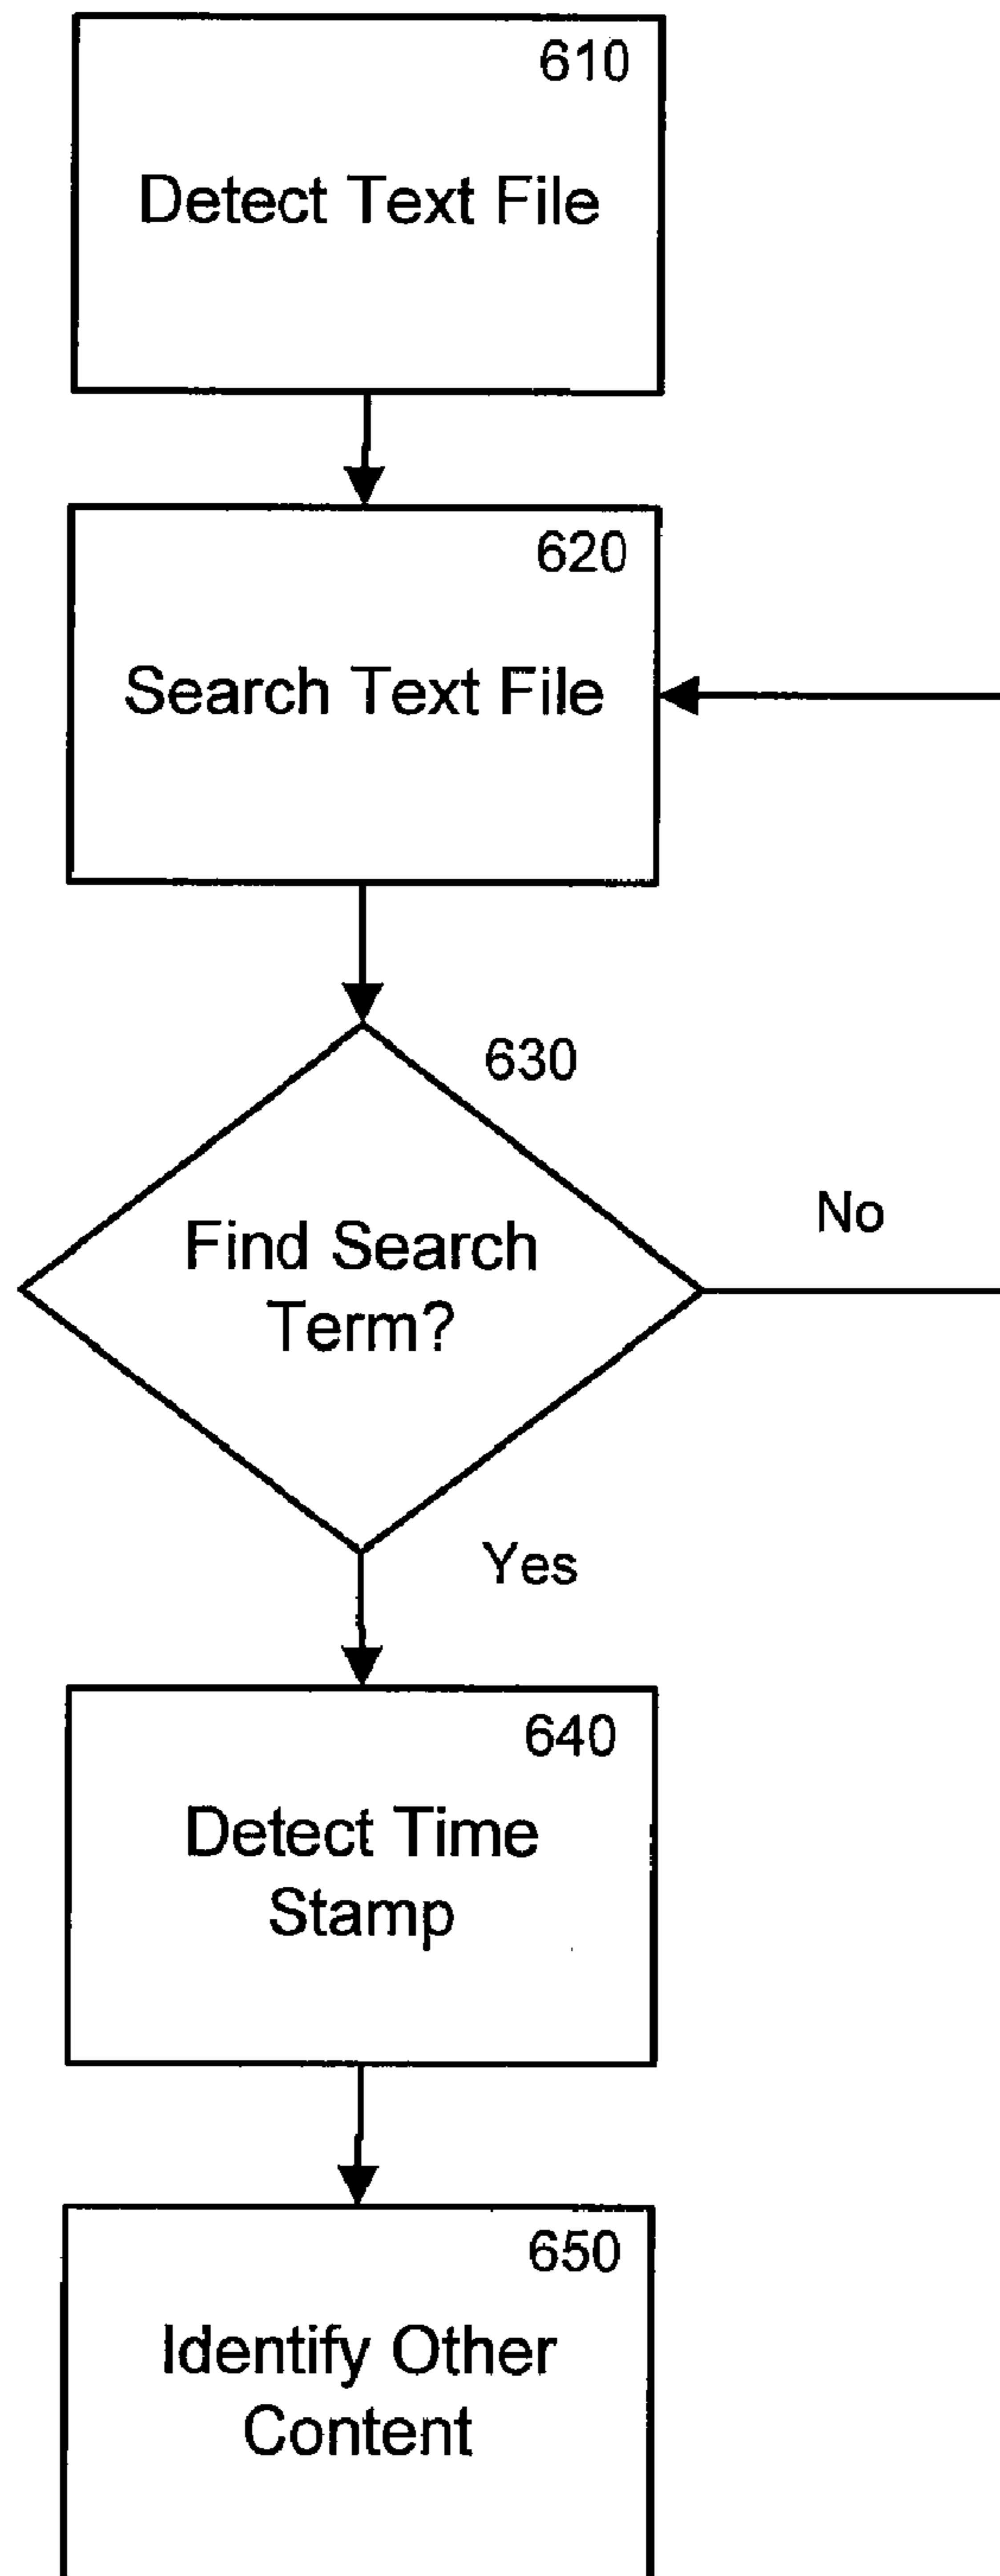 610
Detect Text File
620
Search Text File
630
Find Search
Term?
No
Yes
640
Detect Time
Stamp
650
Identify Other
Content